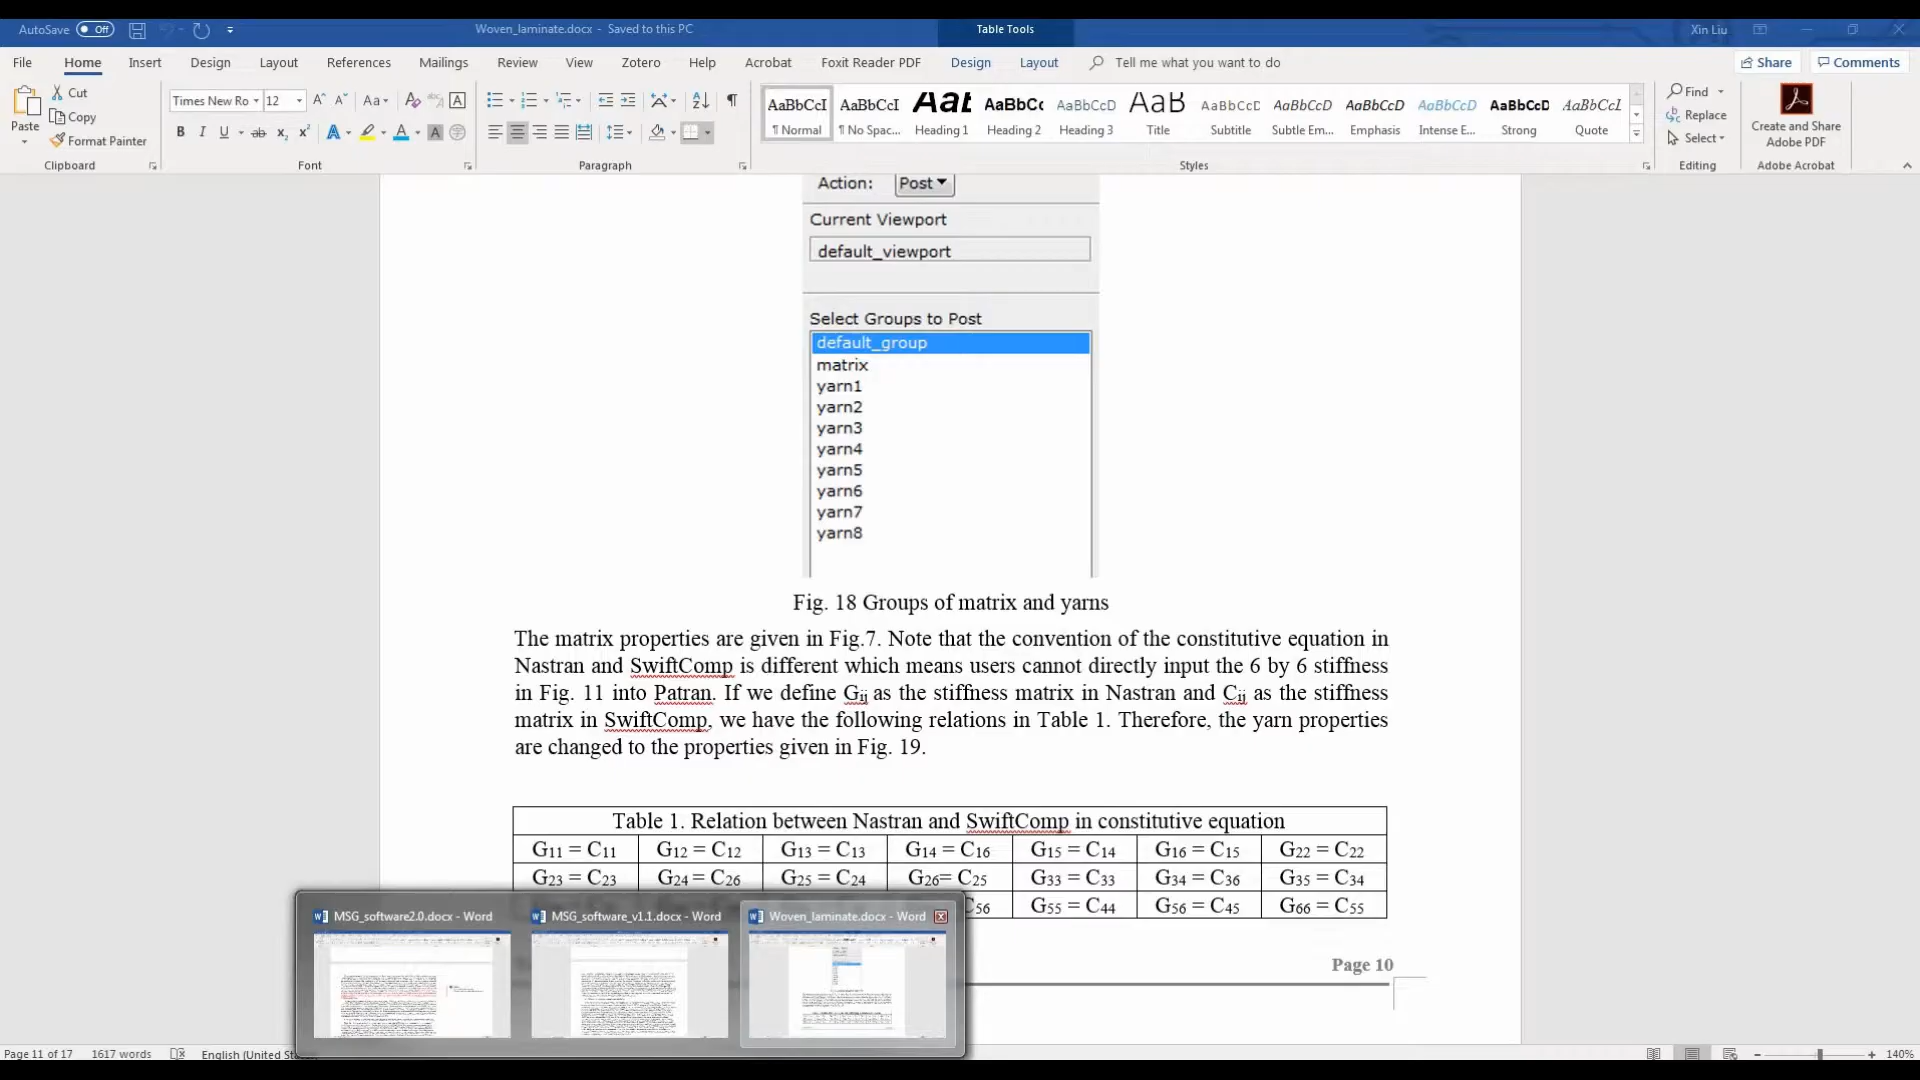 AutoSave Off
Woven_laminate.docx - Saved to this PC
Table Tools
Xin Liu
File Home Insert Design Layout References Mailings Review View Zotero Help Acrobat Foxit Reader PDF Design Layout Tell me what you want to do Share Comments
Paste
Cut
Copy
Format Painter
Clipboard
Times New Ro 12
Font
Paragraph
AaBbCcI AaBbCcI AaB AaBbCc AaBbCcD AaB AaBbCcD AaBbCcD AaBbCcD AaBbCcD AaBbCcD AaBbCcL
¶ Normal ¶ No Spac... Heading 1 Heading 2 Heading 3 Title Subtitle Subtle Em... Emphasis Intense E... Strong Quote
Styles
Find
Replace
Select
Editing
Create and Share
Adobe PDF
Adobe Acrobat
Action: Post
Current Viewport
default_viewport
Select Groups to Post
default_group
matrix
yarn1
yarn2
yarn3
yarn4
yarn5
yarn6
yarn7
yarn8
Fig. 18 Groups of matrix and yarns
The matrix properties are given in Fig.7. Note that the convention of the constitutive equation in
Nastran and SwiftComp is different which means users cannot directly input the 6 by 6 stiffness
in Fig. 11 into Patran. If we define Gij as the stiffness matrix in Nastran and Cij as the stiffness
matrix in SwiftComp, we have the following relations in Table 1. Therefore, the yarn properties
are changed to the properties given in Fig. 19.
Table 1. Relation between Nastran and SwiftComp in constitutive equation
G11 = C11 G12 = C12 G13 = C13 G14 = C16 G15 = C14 G16 = C15 G22 = C22
G23 = C23 G24 = C26 G25 = C24 G26= C25 G33 = C33 G34 = C36 G35 = C34
C56 G55 = C44 G56 = C45 G66 = C55
MSG_software2.0.docx - Word
MSG_software_v1.1.docx - Word
Woven_laminate.docx - Word
Page 10
Page 11 of 17 1617 words English (United
140%